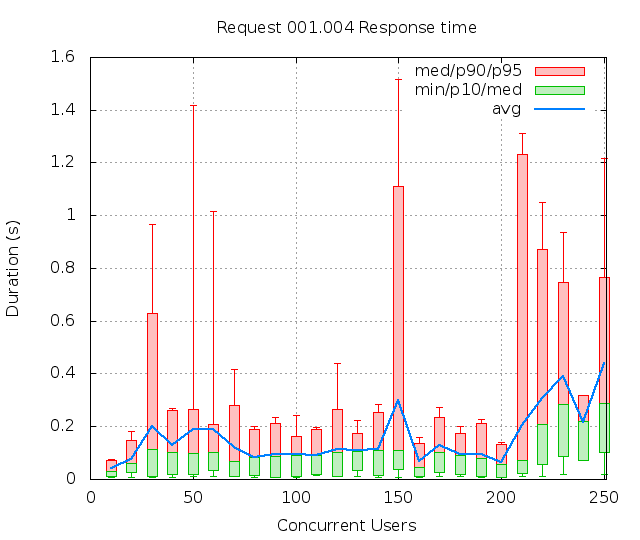 Request 001.004 Response time
1.6
1.4
1.2
1
0.8
0.6
0.4
0.2
0
Duration (s)
med/p90/p95
min/p10/med
avg
0 50 100 150 200 250
Concurrent Users